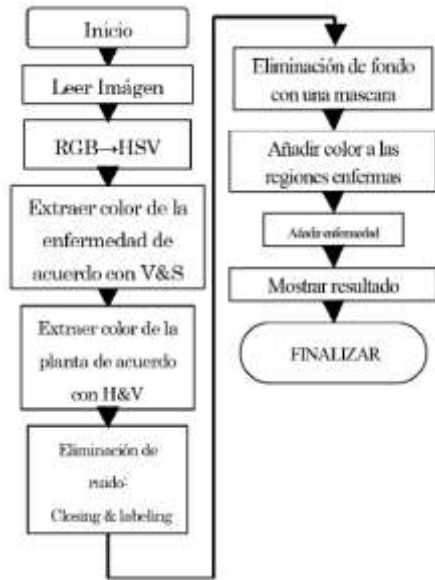 Inicio
Leer Imágen
RGB→HSV
Extraer color de la
enfermedad de
acuerdo con V&S
Extraer color de la
planta de acuerdo
con H&V
Eliminación de
ruido:
Closing & labeling
Eliminación de fondo
con una mascara
Añadir color a las
regiones enfermas
Añadir enfermedad
Mostrar resultado
FINALIZAR